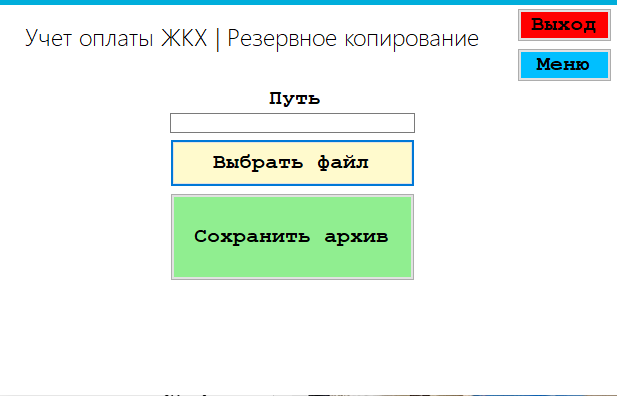 Учет оплаты ЖКХ | Резервное копирование
Выход
Меню
Путь
Выбрать файл
Сохранить архив